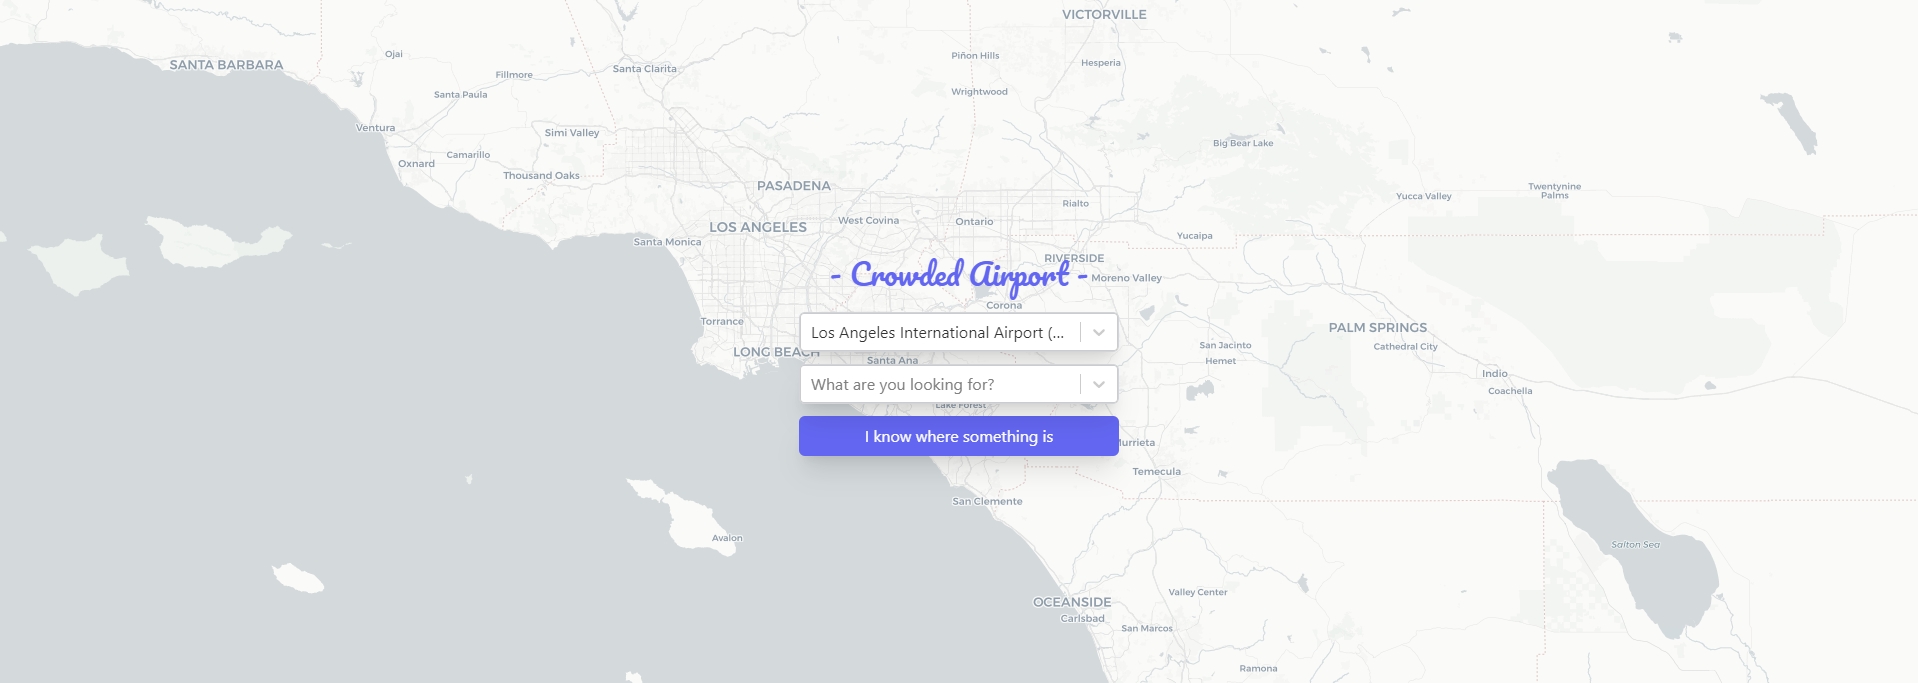 VICTORVILLE
Ojai
Piñon Hills
Hesperia
SANTA BARBARA
Santa Clarita
Fillmore
Santa Paula
Wrightwood
Ventura
Simi Valley
Big Bear Lake
Camarillo
Oxnard
Thousand Oaks
PASADENA
Twentynine
Palms
Yucca Valley
Rialto
West Covina
Ontario
LOS ANGELES
Santa Monica
Yucaipa
RIVERSIDE
- Crowded Airport -
Moreno Valley
Corona
Torrance
Los Angeles International Airport (...
PALM SPRINGS
San Jacinto
Cathedral City
LONG BEACH
Santa Ana
Hemet
Indio
What are you looking for?
Coachella
Lake Forest
I know where something is
Murrieta
Temecula
San Clemente
Avalon
Salton Sea
Valley Center
OCEANSIDE
Carlsbad
San Marcos
Ramona